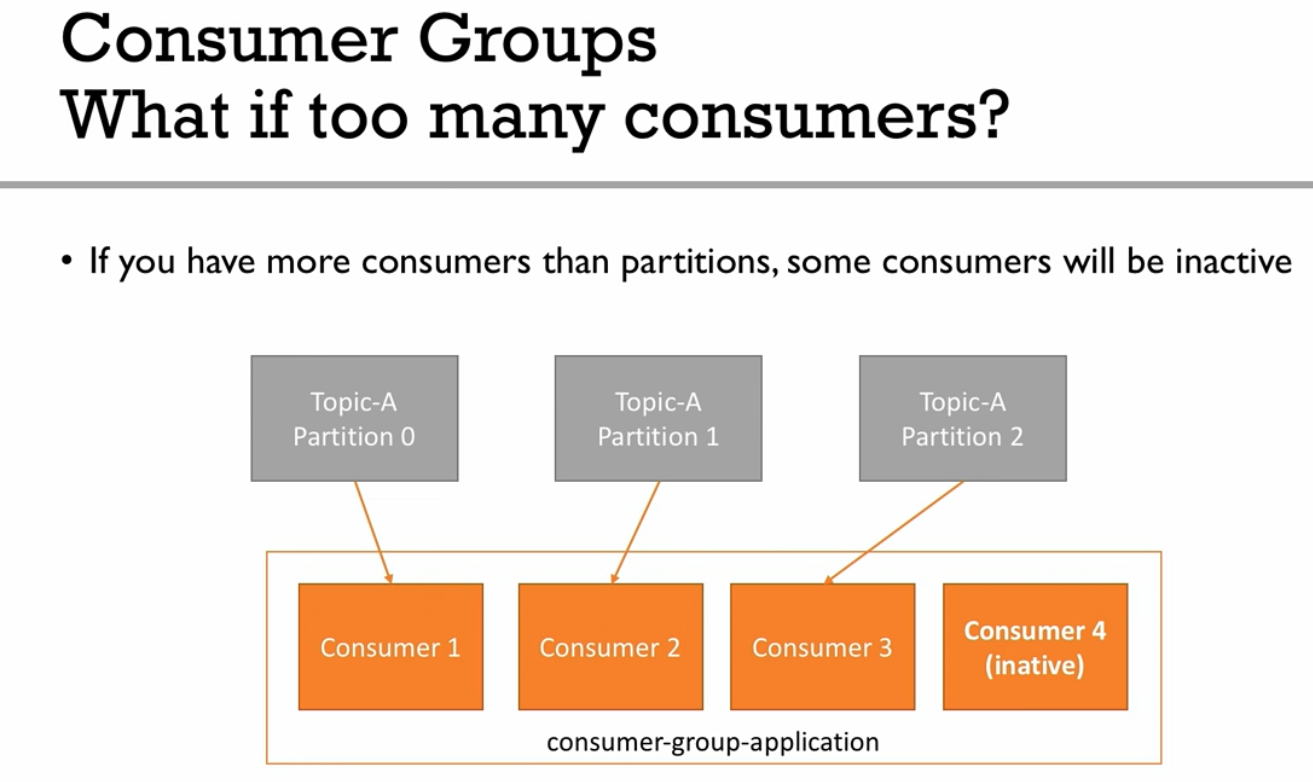 Consumer Groups
What if too many consumers?
• If you have more consumers than partitions, some consumers will be inactive
Topic-A
Partition 0
Topic-A
Partition 1
Topic-A
Partition 2
Consumer 1
Consumer 2
Consumer 3
Consumer 4
(inative)
consumer-group-application